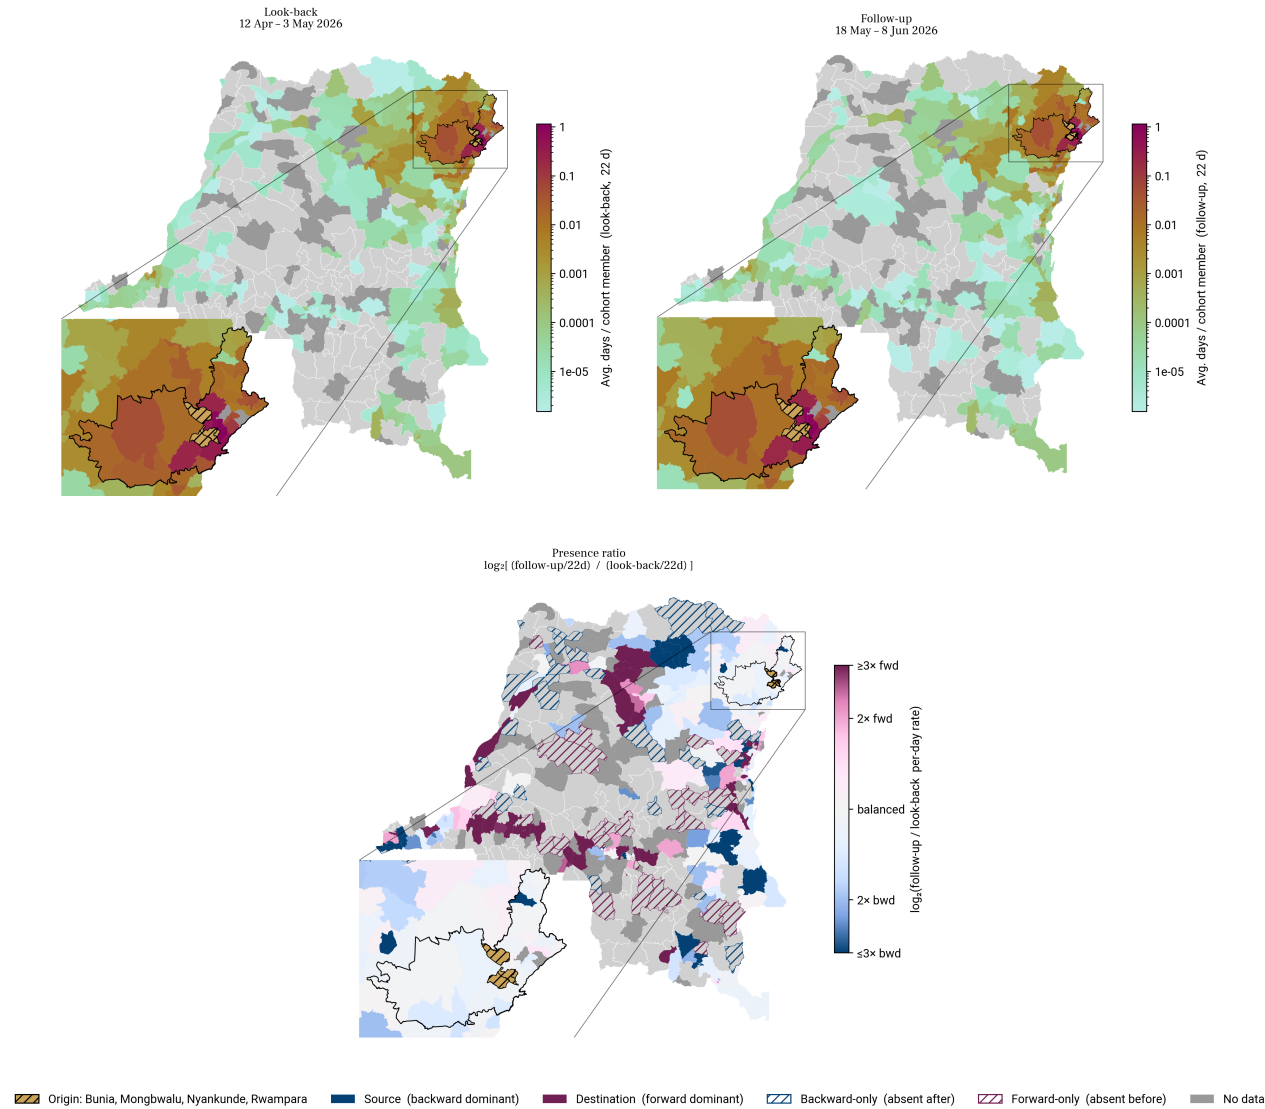 Look-back
12 Apr – 3 May 2026
Follow-up
18 May – 8 Jun 2026
1
0.1
0.01
0.001
0.0001
1e-05
Avg. days / cohort member (look-back, 22 d)
1
0.1
0.01
0.001
0.0001
1e-05
Avg. days / cohort member (follow-up, 22 d)
Presence ratio
log₂[ (follow-up/22d) / (look-back/22d) ]
≥3× fwd
2× fwd
balanced
2× bwd
≤3× bwd
log₂(follow-up / look-back per-day rate)
Origin: Bunia, Mongbwalu, Nyankunde, Rwampara
Source (backward dominant)
Destination (forward dominant)
Backward-only (absent after)
Forward-only (absent before)
No data